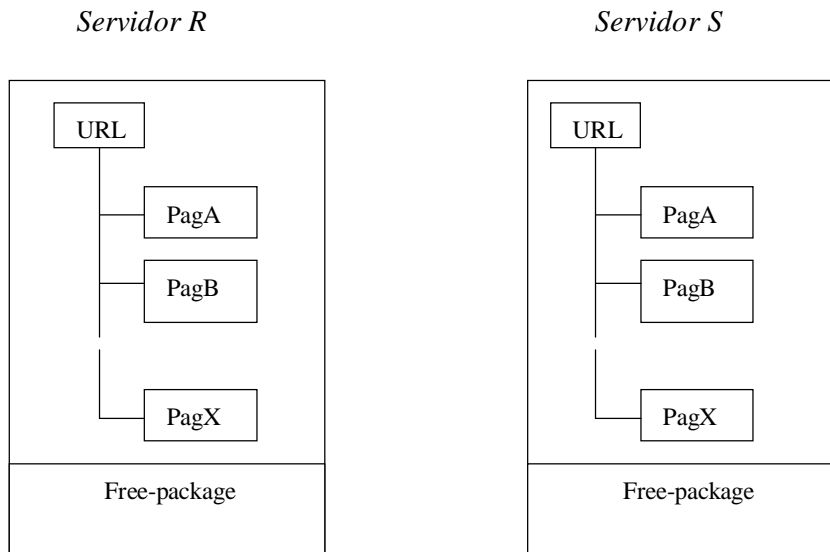 Servidor R
URL
PagA
PagB
PagX
Free-package
Servidor S
URL
PagA
PagB
PagX
Free-package